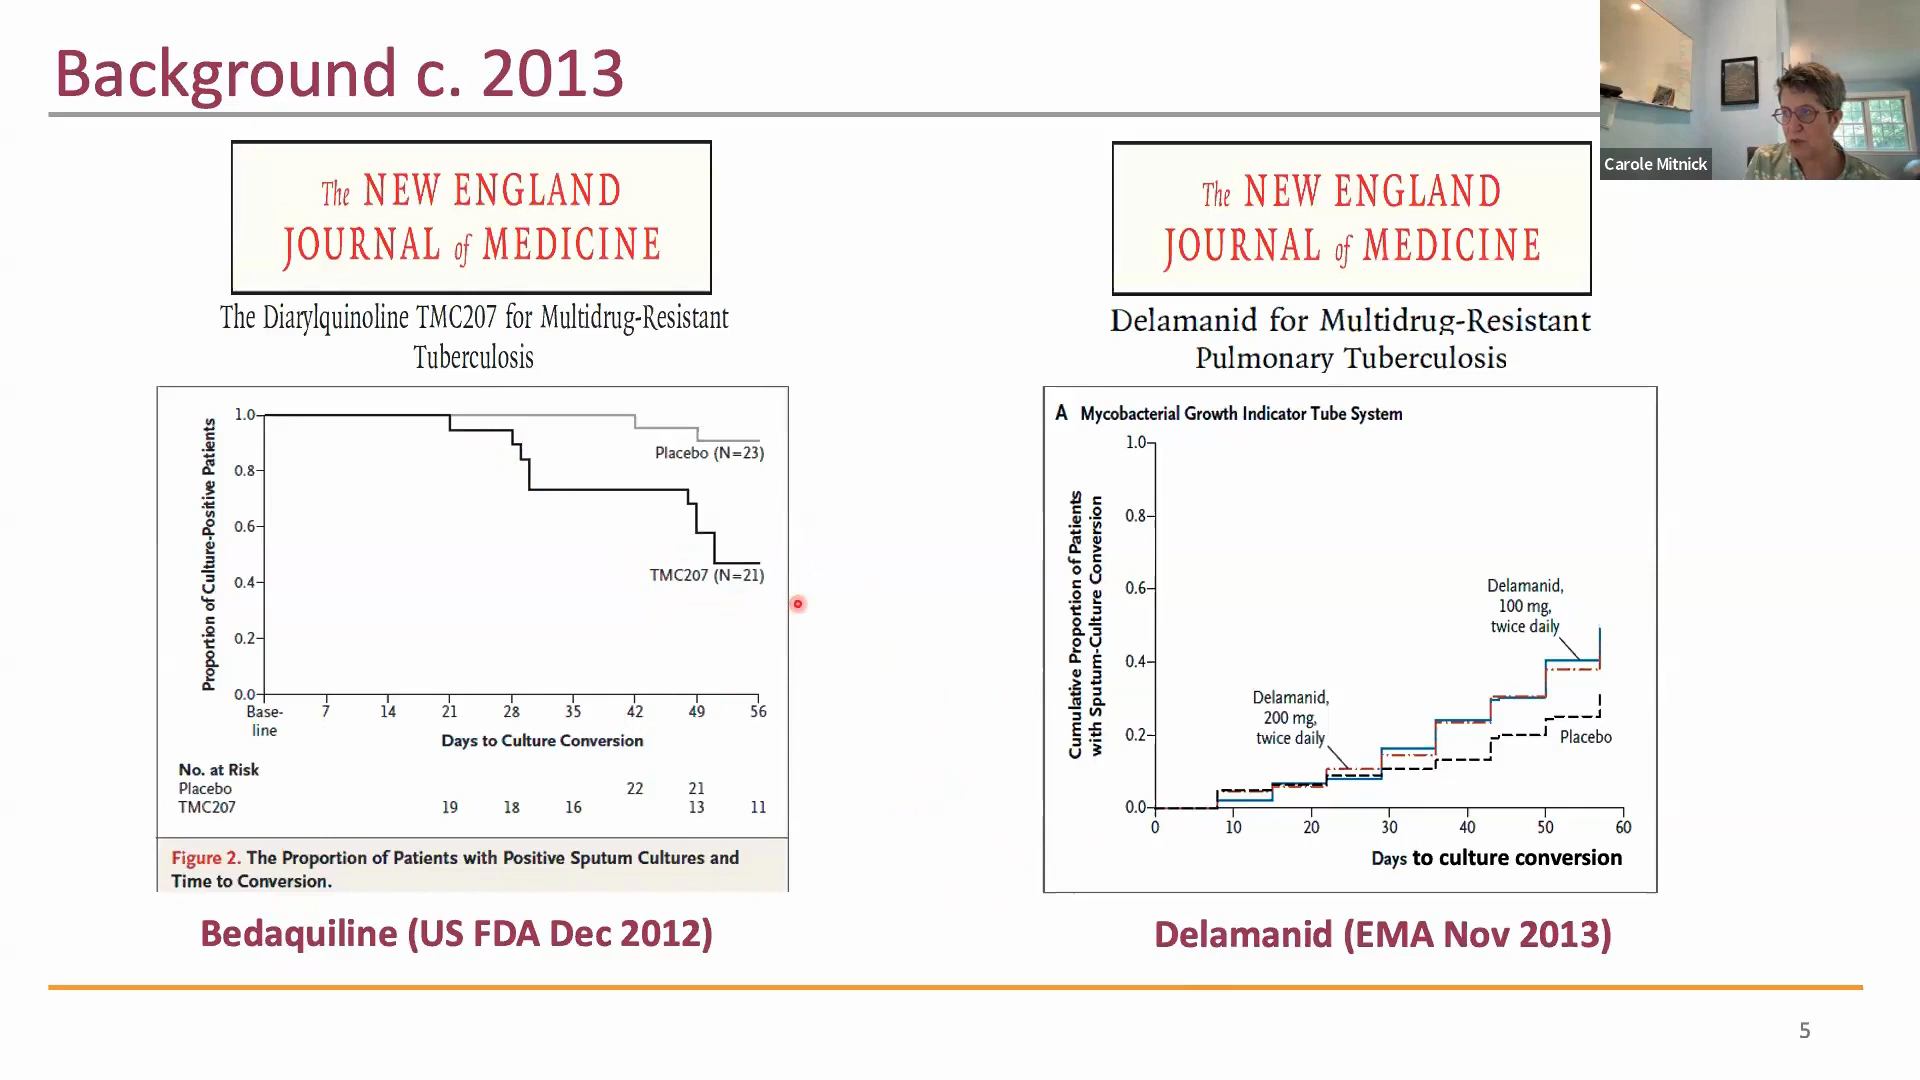 Background c. 2013
Carole Mitnick
The NEW ENGLAND
JOURNAL of MEDICINE
The Diarylquinoline TMC207 for Multidrug-Resistant
Tuberculosis
Proportion of Culture-Positive Patients
1.0
0.8
0.6
0.4
0.2
0.0
Placebo (N=23)
TMC207 (N=21)
Base- 7 14 21 28 35 42 49 56
line
Days to Culture Conversion
No. at Risk
Placebo 22 21
TMC207 19 18 16 13 11
Figure 2. The Proportion of Patients with Positive Sputum Cultures and
Time to Conversion.
Bedaquiline (US FDA Dec 2012)
The NEW ENGLAND
JOURNAL of MEDICINE
Delamanid for Multidrug-Resistant
Pulmonary Tuberculosis
A Mycobacterial Growth Indicator Tube System
Cumulative Proportion of Patients
with Sputum-Culture Conversion
1.0
0.8
0.6
0.4
0.2
0.0
Delamanid,
100 mg,
twice daily
Delamanid,
200 mg,
twice daily
Placebo
0 10 20 30 40 50 60
Days to culture conversion
Delamanid (EMA Nov 2013)
5